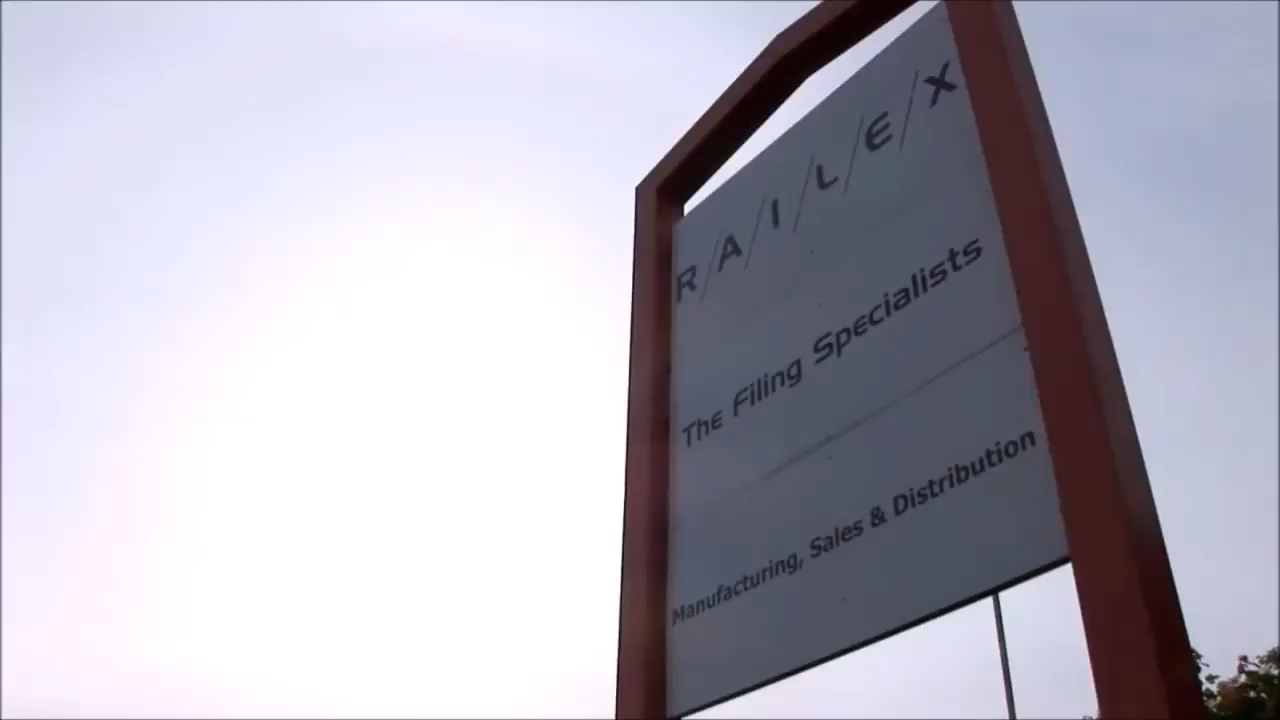 R/A/I/L/E/X
The Filing Specialists
Manufacturing, Sales & Distribution